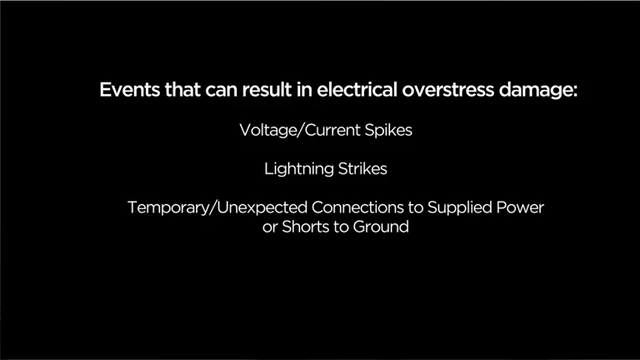 Events that can result in electrical overstress damage:
Voltage/Current Spikes
Lightning Strikes
Temporary/Unexpected Connections to Supplied Power
or Shorts to Ground